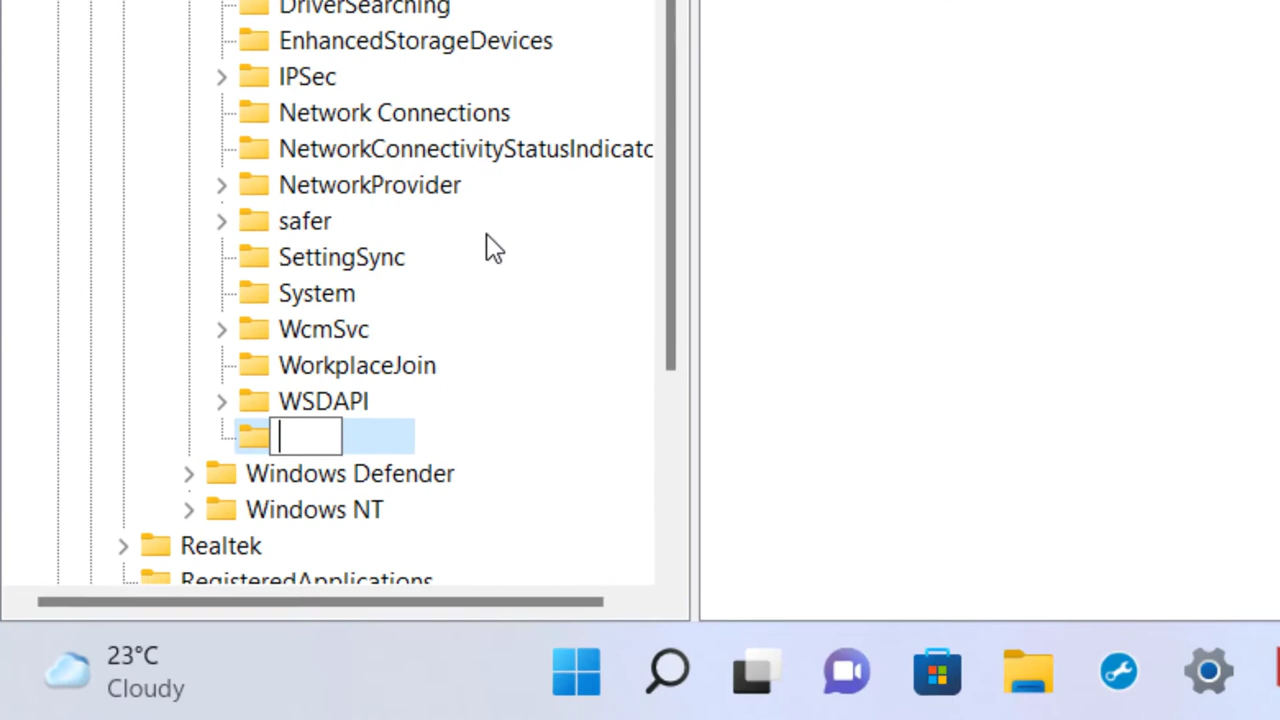 DriverSearching
EnhancedStorageDevices
IPSec
Network Connections
NetworkConnectivityStatusIndicatc
NetworkProvider
safer
SettingSync
System
WcmSvc
WorkplaceJoin
WSDAPI
Windows Defender
Windows NT
Realtek
RegisteredApplications
23°C
Cloudy